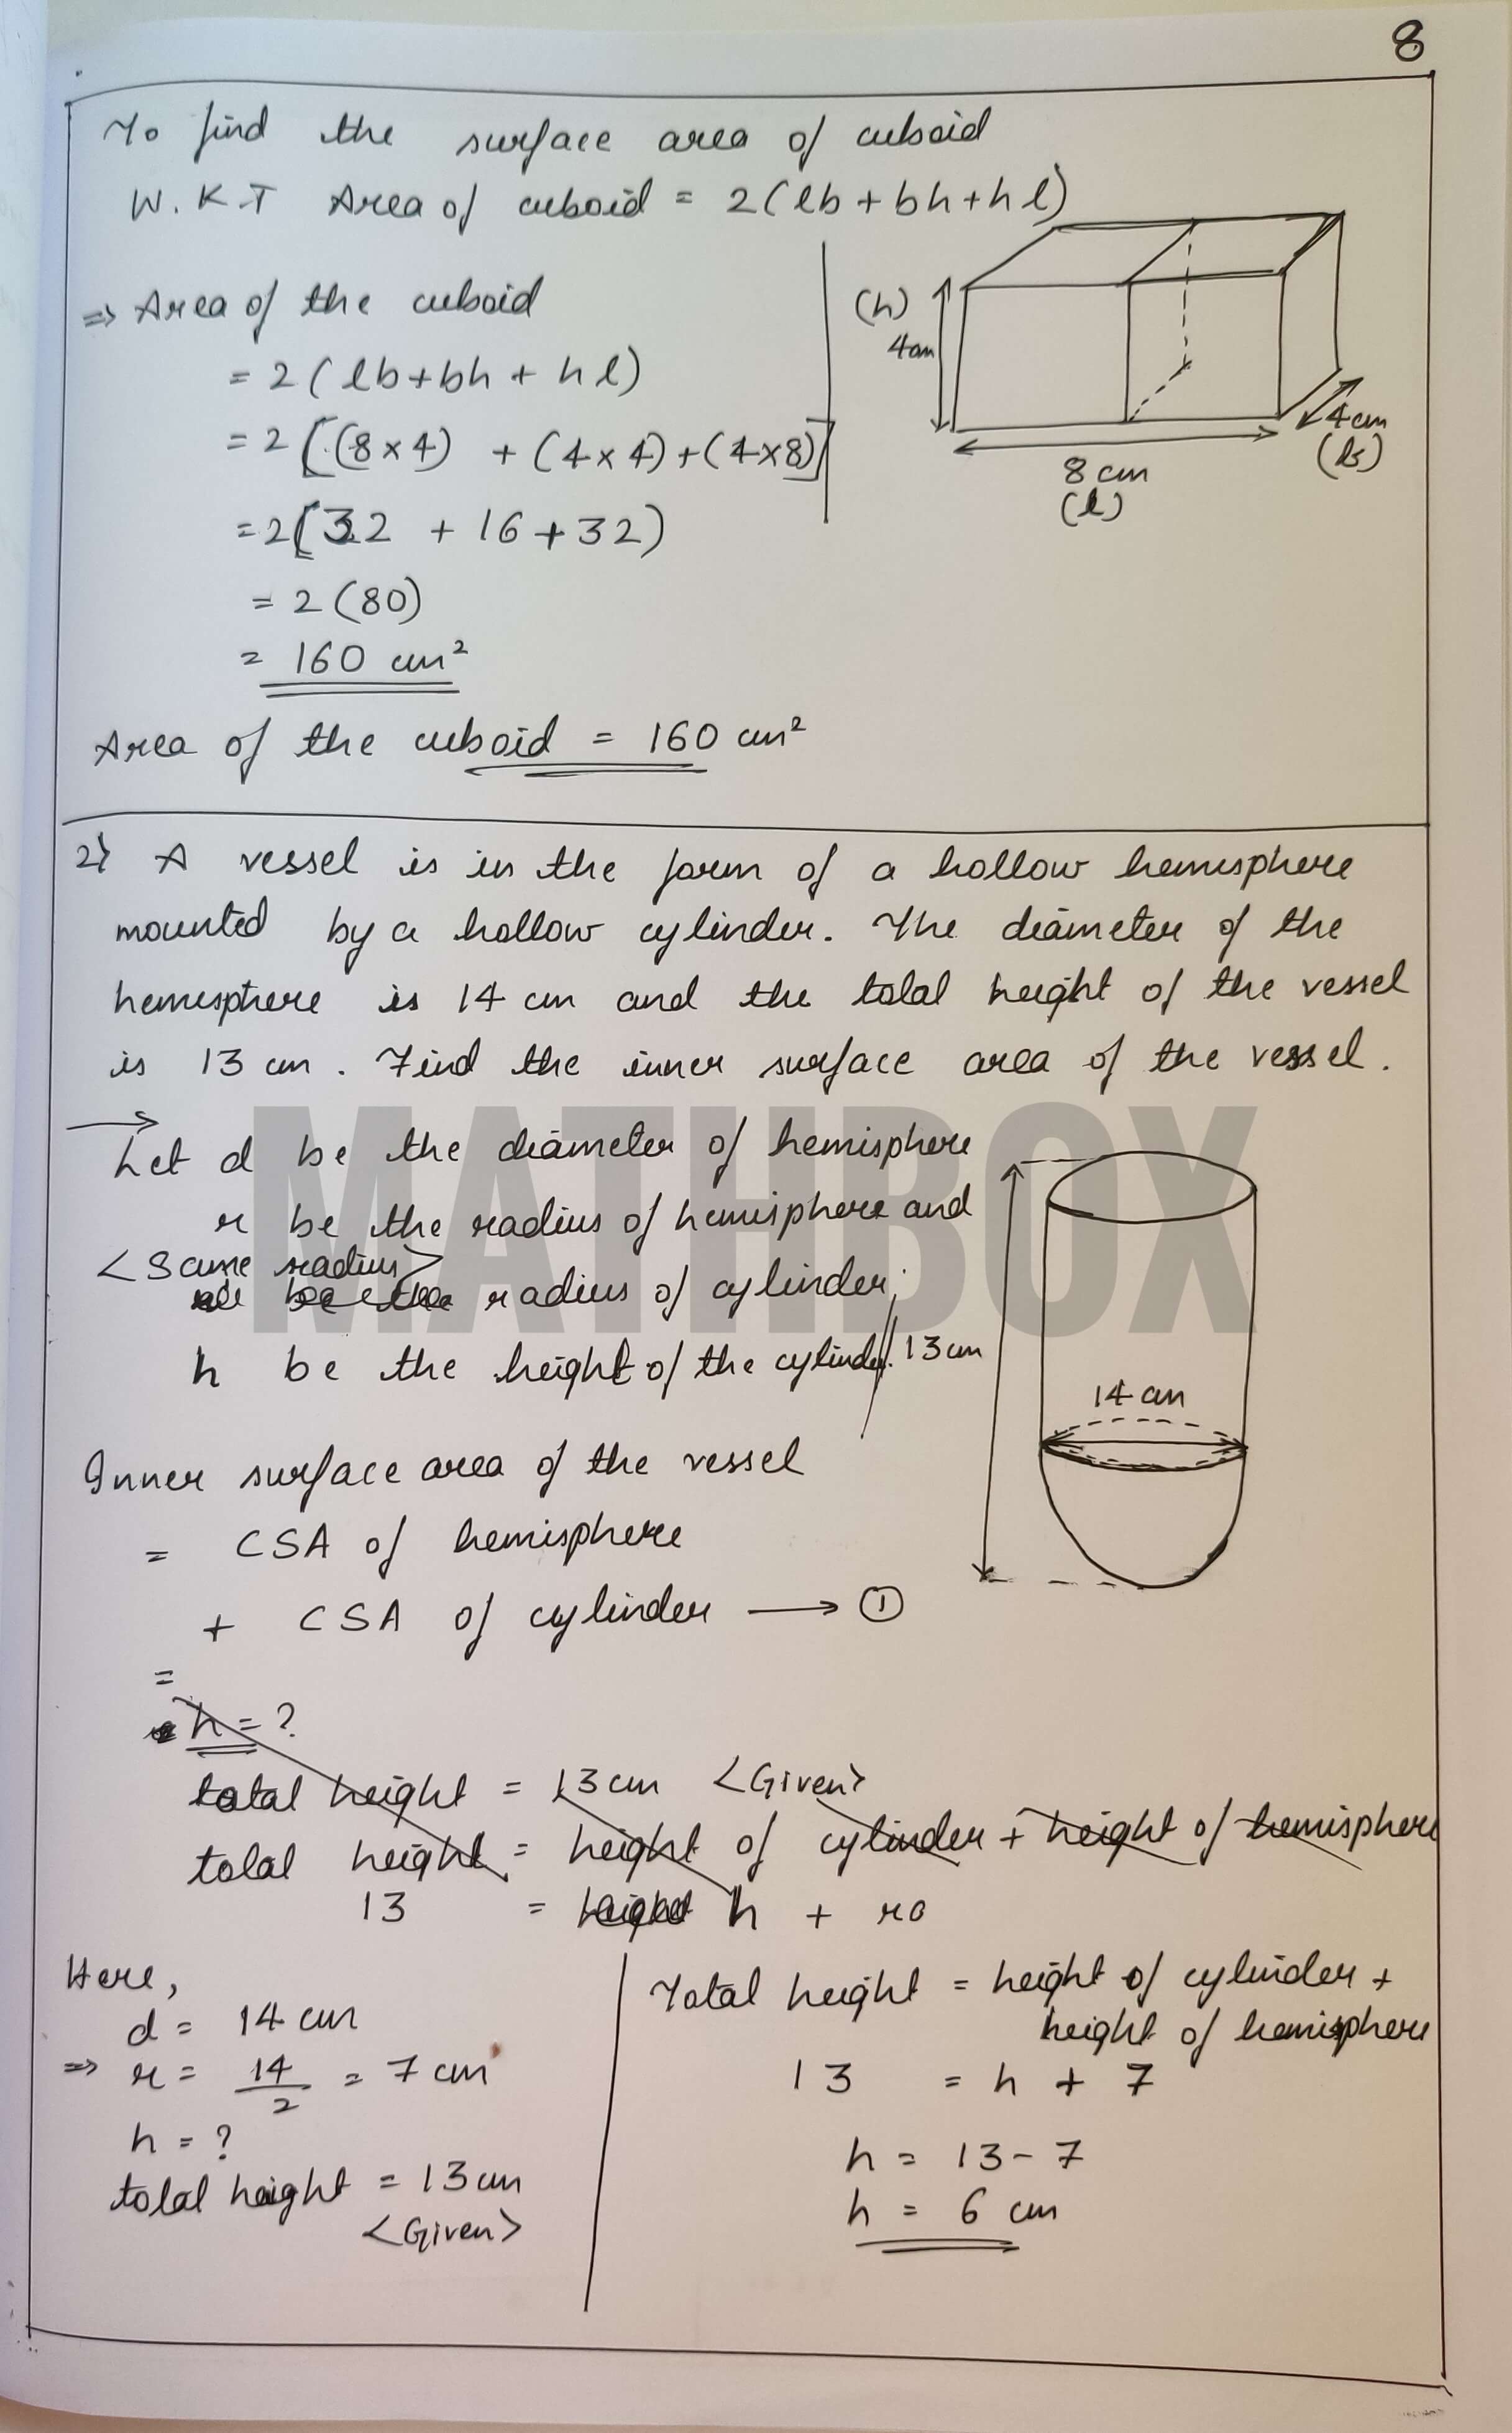 8
To find the surface area of cuboid
W.K.T Area of cuboid = 2(lb+bh+hl)
⇒ Area of the cuboid
= 2(lb+bh+hl)
= 2[(8×4) + (4×4)+(4×8)]
= 2[32 + 16+32)
= 2(80)
= 160 cm²
(h)
4cm
8 cm
(l)
4cm
(b)
Area of the cuboid = 160 cm²
2) A vessel is in the form of a hollow hemisphere
mounted by a hollow cylinder. The diameter of the
hemisphere is 14 cm and the total height of the vessel
is 13 cm. Find the inner surface area of the vessel.
→
Let d be the diameter of hemisphere
r be the radius of hemisphere and
<Same radius>
be the radius of cylinder;
h be the height of the cylinder.
13 cm
14 cm
Inner surface area of the vessel
= CSA of hemisphere
+ CSA of cylinder → ①
=
h = ?
total height = 13 cm <Given>
total height = height of cylinder + height of hemisphere
13 = height h + r
Here,
d = 14 cm
⇒ r = 14/2 = 7 cm
h = ?
total height = 13 cm
<Given>
Total height = height of cylinder +
height of hemisphere
13 = h + 7
h = 13 - 7
h = 6 cm
MATHBOX